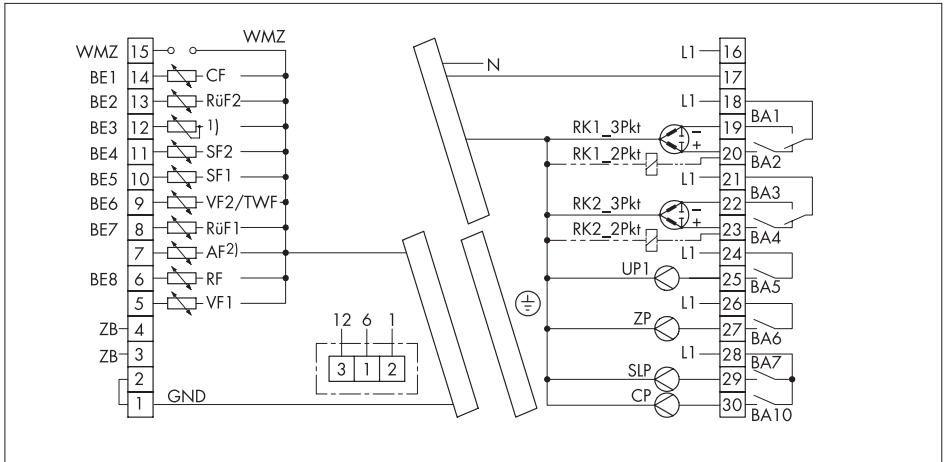 WMZ
WMZ 15
BE1 14 CF
BE2 13 RüF2
BE3 12 1)
BE4 11 SF2
BE5 10 SF1
BE6 9 VF2/TWF
BE7 8 RüF1
7 AF2)
BE8 6 RF
5 VF1
ZB 4
ZB 3
2
1 GND
12 6 1
3 1 2
N
L1 16
17
L1 18
BA1
RK1_3Pkt - + 19
RK1_2Pkt 20
BA2
L1 21
BA3
RK2_3Pkt - + 22
RK2_2Pkt 23
BA4
L1 24
UP1 25
BA5
L1 26
ZP 27
BA6
L1 28
BA7
SLP 29
CP 30
BA10